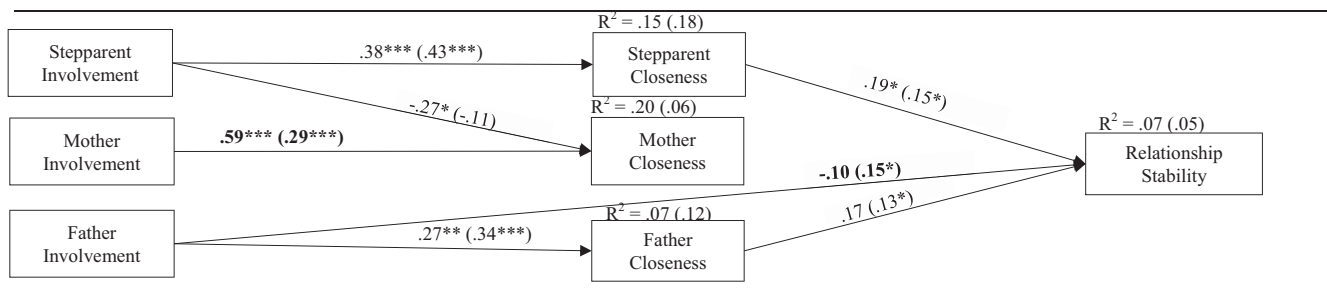 R² = .15 (.18)
Stepparent
Involvement
.38*** (.43***)
Stepparent
Closeness
-.27* (-.11)
.19* (.15*)
R² = .20 (.06)
Mother
Involvement
.59*** (.29***)
Mother
Closeness
R² = .07 (.05)
Relationship
Stability
-.10 (.15*)
Father
Involvement
.27** (.34***)
R² = .07 (.12)
Father
Closeness
.17 (.13*)